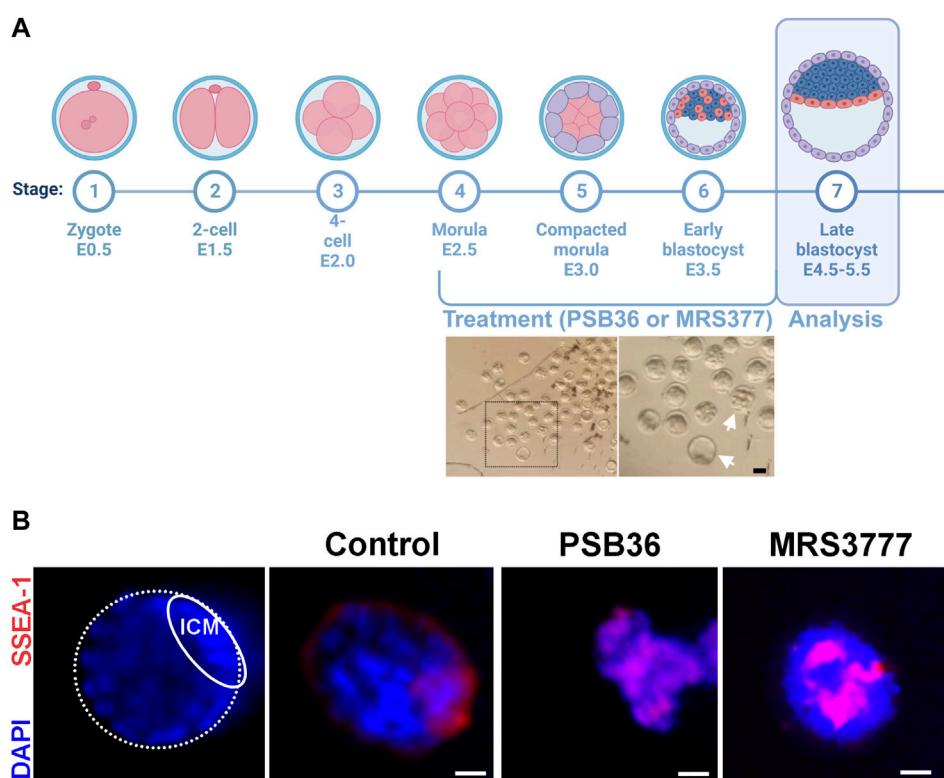 A
Stage:
1 2 3 4 5 6 7
Zygote
E0.5
2-cell
E1.5
4-
cell
E2.0
Morula
E2.5
Compacted
morula
E3.0
Early
blastocyst
E3.5
Late
blastocyst
E4.5-5.5
Treatment (PSB36 or MRS377)
Analysis
B
Control
PSB36
MRS3777
DAPI
SSEA-1
ICM